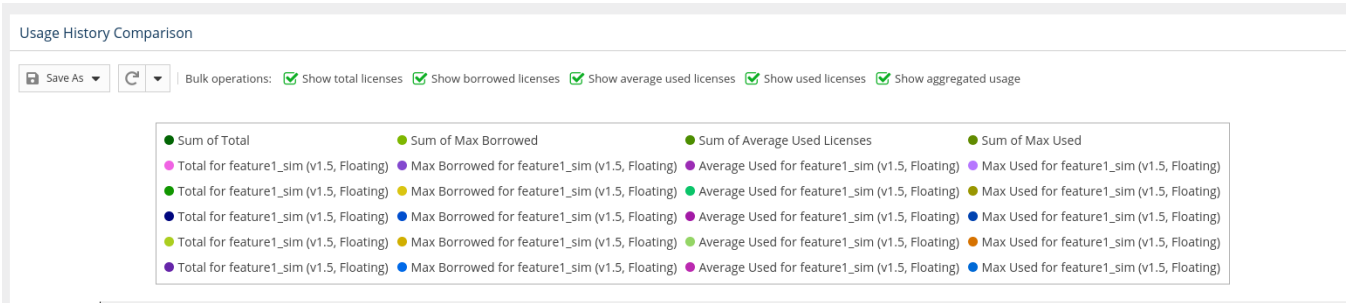 Usage History Comparison
Save As Bulk operations: Show total licenses Show borrowed licenses Show average used licenses Show used licenses Show aggregated usage
Sum of Total Sum of Max Borrowed Sum of Average Used Licenses Sum of Max Used
Total for feature1_sim (v1.5, Floating) Max Borrowed for feature1_sim (v1.5, Floating) Average Used for feature1_sim (v1.5, Floating) Max Used for feature1_sim (v1.5, Floating)
Total for feature1_sim (v1.5, Floating) Max Borrowed for feature1_sim (v1.5, Floating) Average Used for feature1_sim (v1.5, Floating) Max Used for feature1_sim (v1.5, Floating)
Total for feature1_sim (v1.5, Floating) Max Borrowed for feature1_sim (v1.5, Floating) Average Used for feature1_sim (v1.5, Floating) Max Used for feature1_sim (v1.5, Floating)
Total for feature1_sim (v1.5, Floating) Max Borrowed for feature1_sim (v1.5, Floating) Average Used for feature1_sim (v1.5, Floating) Max Used for feature1_sim (v1.5, Floating)
Total for feature1_sim (v1.5, Floating) Max Borrowed for feature1_sim (v1.5, Floating) Average Used for feature1_sim (v1.5, Floating) Max Used for feature1_sim (v1.5, Floating)